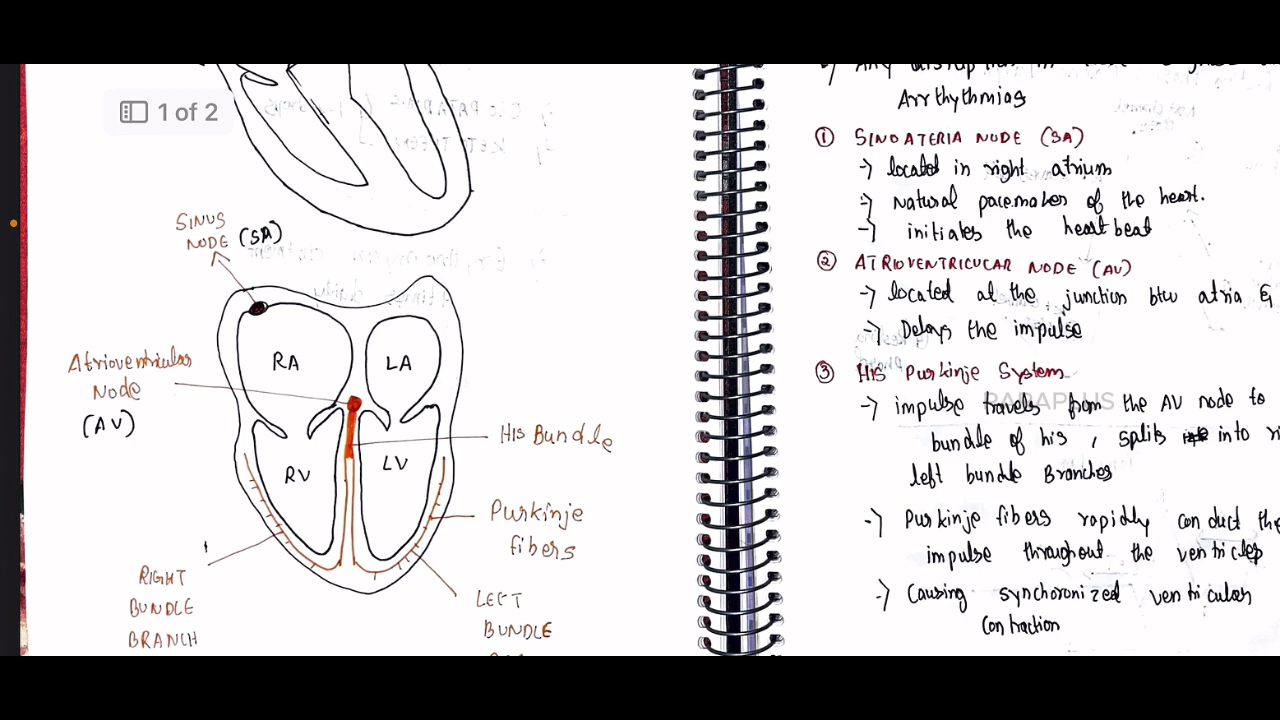 1 of 2
SINUS
NODE (SA)
RA
LA
Atrioventricular
Node
(AV)
His Bundle
RV
LV
Purkinje
fibers
RIGHT
BUNDLE
BRANCH
LEFT
BUNDLE
Arrhythmias
① SINOATERIA NODE (SA)
→ located in right atrium
→ Natural pacemaker of the heart.
→ initiates the heartbeat
② ATRIOVENTRICULAR NODE (AV)
→ located at the junction btw atria &
→ Delays the impulse
③ His Purkinje System
PARAPLUS
→ impulse travels from the AV node to
bundle of his, splits into
left bundle Branches
→ Purkinje fibers rapidly conduct the
impulse throughout the ventricles
→ Causing synchoronized ventricular
Contraction